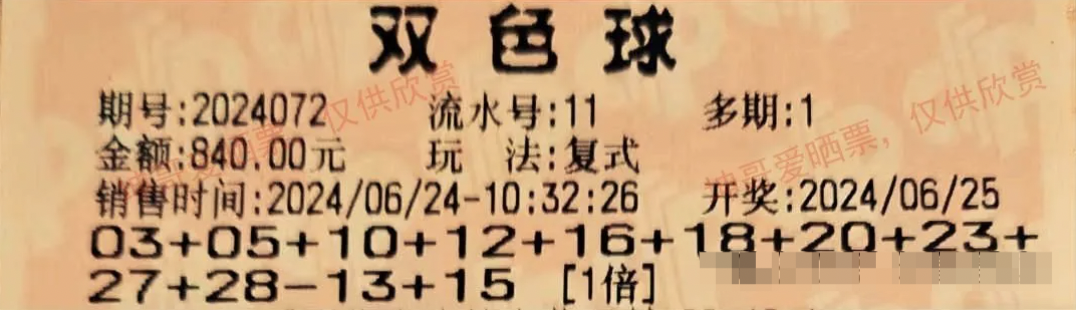 双色球
期号:2024072 流水号:11 多期:1
金额:840.00元 玩 法:复式
销售时间:2024/06/24-10:32:26 开奖:2024/06/25
03+05+10+12+16+18+20+23+
27+28-13+15 [1倍]
仅供欣赏
哥爱晒票，仅供欣赏